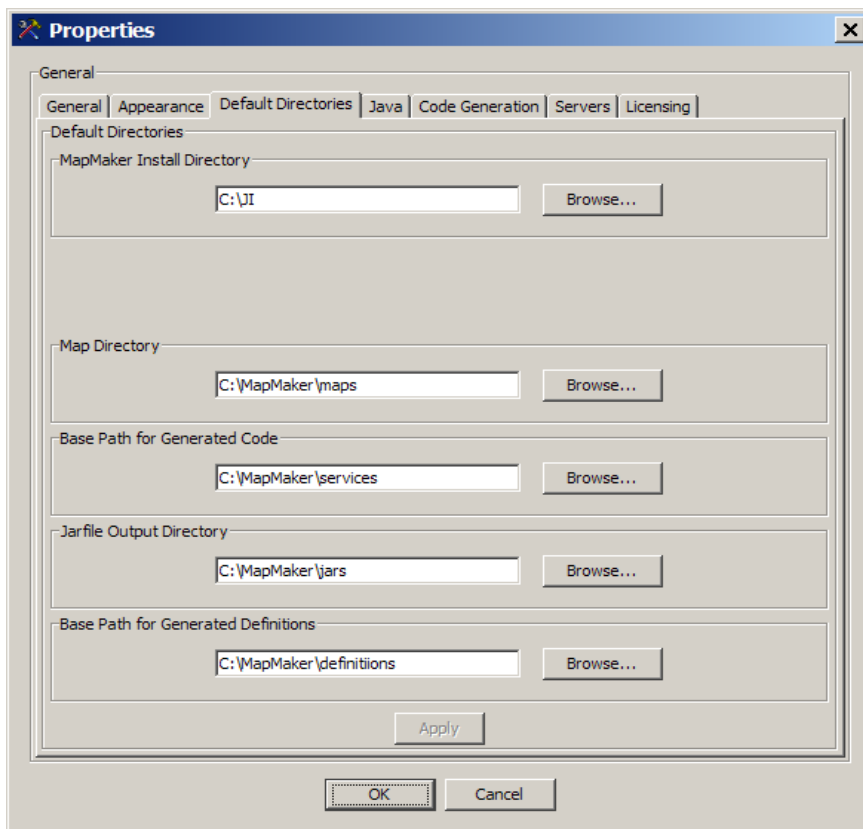 Properties
General
General Appearance Default Directories Java Code Generation Servers Licensing
Default Directories
MapMaker Install Directory
C:\JI Browse...
Map Directory
C:\MapMaker\maps Browse...
Base Path for Generated Code
C:\MapMaker\services Browse...
Jarfile Output Directory
C:\MapMaker\jars Browse...
Base Path for Generated Definitions
C:\MapMaker\definitiions Browse...
Apply
OK Cancel